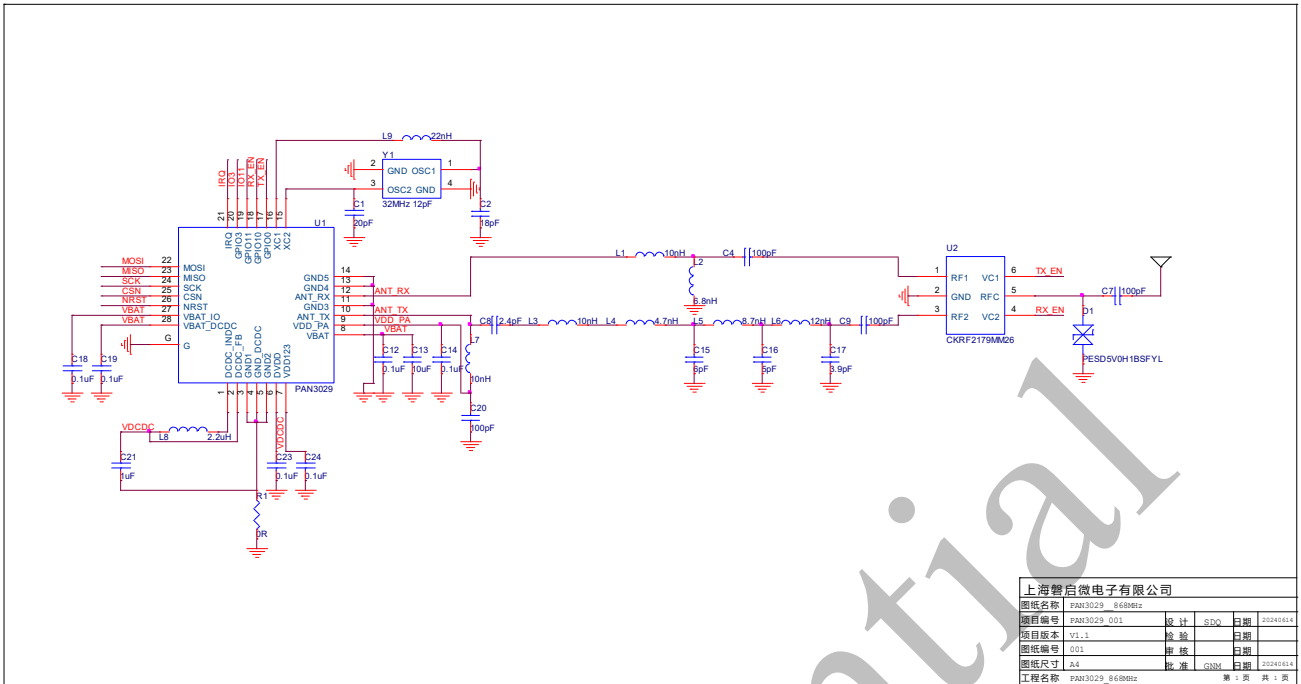 L9 22nH
Y1
2 GND OSC1 1
3 OSC2 GND 4
32MHz 12pF
C1
20pF
C2
18pF
IRQ
IO3
IO11
RX_EN
TX_EN
21 20 19 18 17 16 15
IRQ
GPIO3
GPIO11
GPIO10
GPIO0
XC1
XC2
U1
MOSI 22 MOSI
MISO 23 MISO
SCK 24 SCK
CSN 25 CSN
NRST 26 NRST
VBAT 27 VBAT_IO
VBAT 28 VBAT_DCDC
G G
GND5 14
GND4 13
ANT_RX 12 ANT_RX
GND3 11
ANT_TX 10 ANT_TX
VDD_PA 9 VDD_PA
VBAT 8 VBAT
DCDC_IND
DCDC_FB
GND1
GND_DCDC
GND2
DVDD
VDD123
1 2 3 4 5 6 7
PAN3029
C18
0.1uF
C19
0.1uF
VDCDC
L8 2.2uH
C21
1uF
VDCDC
C23
0.1uF
C24
0.1uF
R1
0R
C12
0.1uF
C13
10uF
C14
0.1uF
L7
10nH
C20
100pF
L1 10nH
L2
6.8nH
C4 100pF
C8 2.4pF
L3 10nH
L4 4.7nH
L5 8.7nH
L6 12nH
C9 100pF
C15
6pF
C16
5pF
C17
3.9pF
U2
1 RF1 VC1 6 TX_EN
2 GND RFC 5
3 RF2 VC2 4 RX_EN
CKRF2179MM26
C7 100pF
D1
PESD5V0H1BSFYL
ntial
上海磐启微电子有限公司
图纸名称 PAN3029__868MHz
项目编号 PAN3029_001 设 计 SDQ 日期 20240614
项目版本 V1.1 检 验 日期
图纸编号 001 审 核 日期
图纸尺寸 A4 批 准 GNM 日期 20240614
工程名称 PAN3029_868MHz 第 1 页 共 1 页